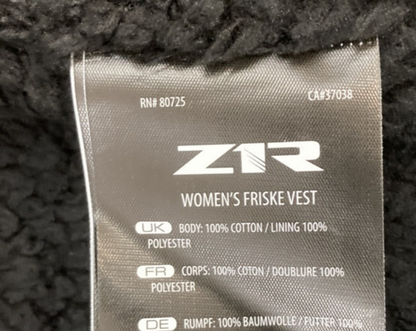 RN# 80725 CA#37038
Z1R
WOMEN'S FRISKE VEST
UK BODY: 100% COTTON / LINING 100%
POLYESTER
FR CORPS: 100% COTON / DOUBLURE 100%
POLYESTER
DE RUMPF: 100% BAUMWOLLE / FUTTER 100%